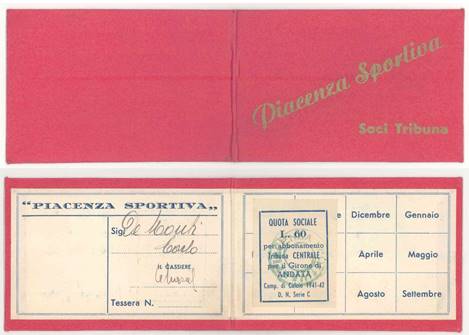 Piacenza Sportiva
Soci Tribuna
"PIACENZA SPORTIVA"
Sig.
IL CASSIERE
Tessera N.
QUOTA SOCIALE
L. 60
per abbonamento
Tribuna CENTRALE
per il Girone di
ANDATA
Camp. di Calcio 1941-42
D. N. Serie C
Dicembre Gennaio
Aprile Maggio
Agosto Settembre